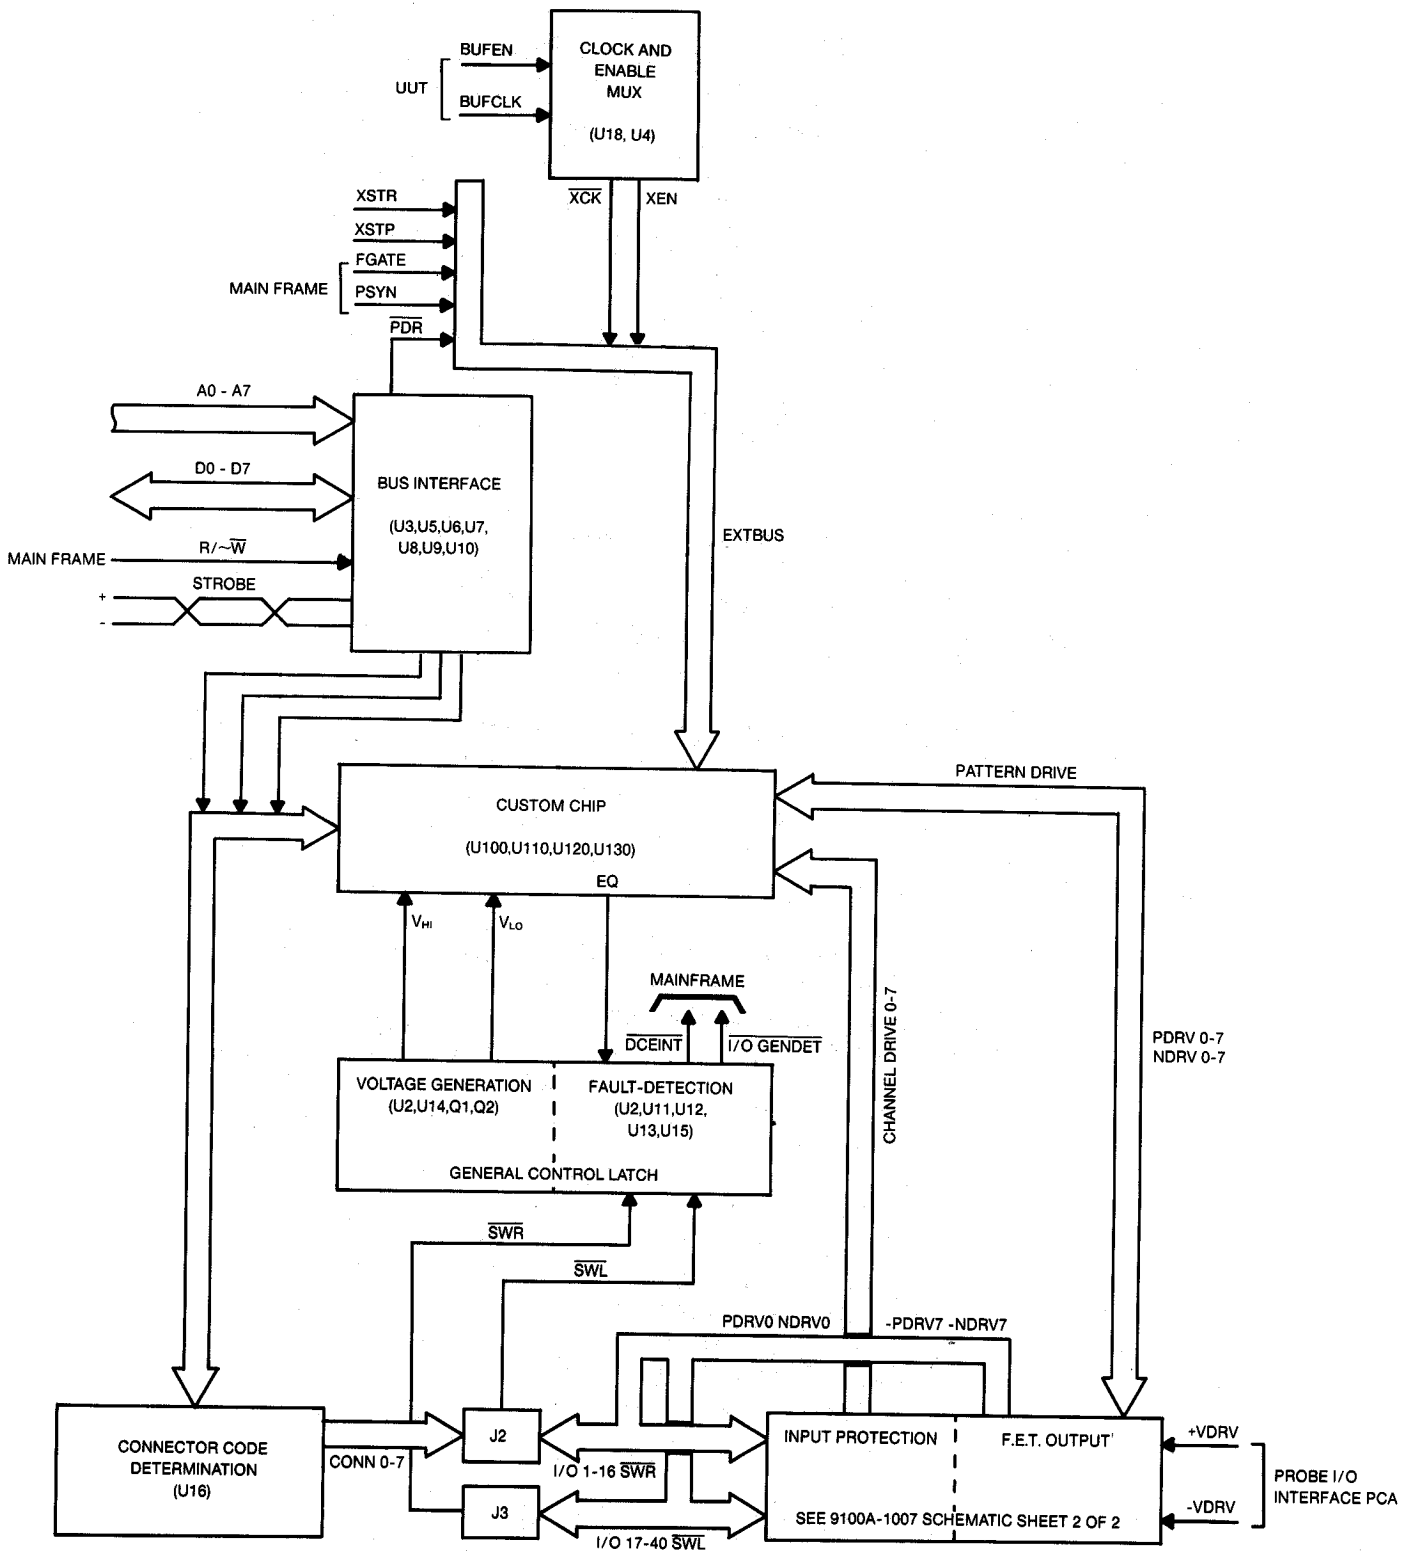 BUFEN
UUT
BUFCLK
CLOCK AND
ENABLE
MUX
(U18, U4)
XCK
XEN
XSTR
XSTP
FGATE
MAIN FRAME
PSYN
PDR
A0 - A7
D0 - D7
BUS INTERFACE
(U3,U5,U6,U7,
U8,U9,U10)
R/~W
MAIN FRAME
STROBE
+
-
EXTBUS
PATTERN DRIVE
CUSTOM CHIP
(U100,U110,U120,U130)
EQ
VHI
VLO
MAINFRAME
DCEINT
I/O GENDET
CHANNEL DRIVE 0-7
PDRV 0-7
NDRV 0-7
VOLTAGE GENERATION
(U2,U14,Q1,Q2)
FAULT-DETECTION
(U2,U11,U12,
U13,U15)
GENERAL CONTROL LATCH
SWR
SWL
PDRV0 NDRV0
-PDRV7 -NDRV7
CONNECTOR CODE
DETERMINATION
(U16)
CONN 0-7
J2
I/O 1-16 SWR
J3
I/O 17-40 SWL
INPUT PROTECTION
F.E.T. OUTPUT
SEE 9100A-1007 SCHEMATIC SHEET 2 OF 2
+VDRV
-VDRV
PROBE I/O
INTERFACE PCA